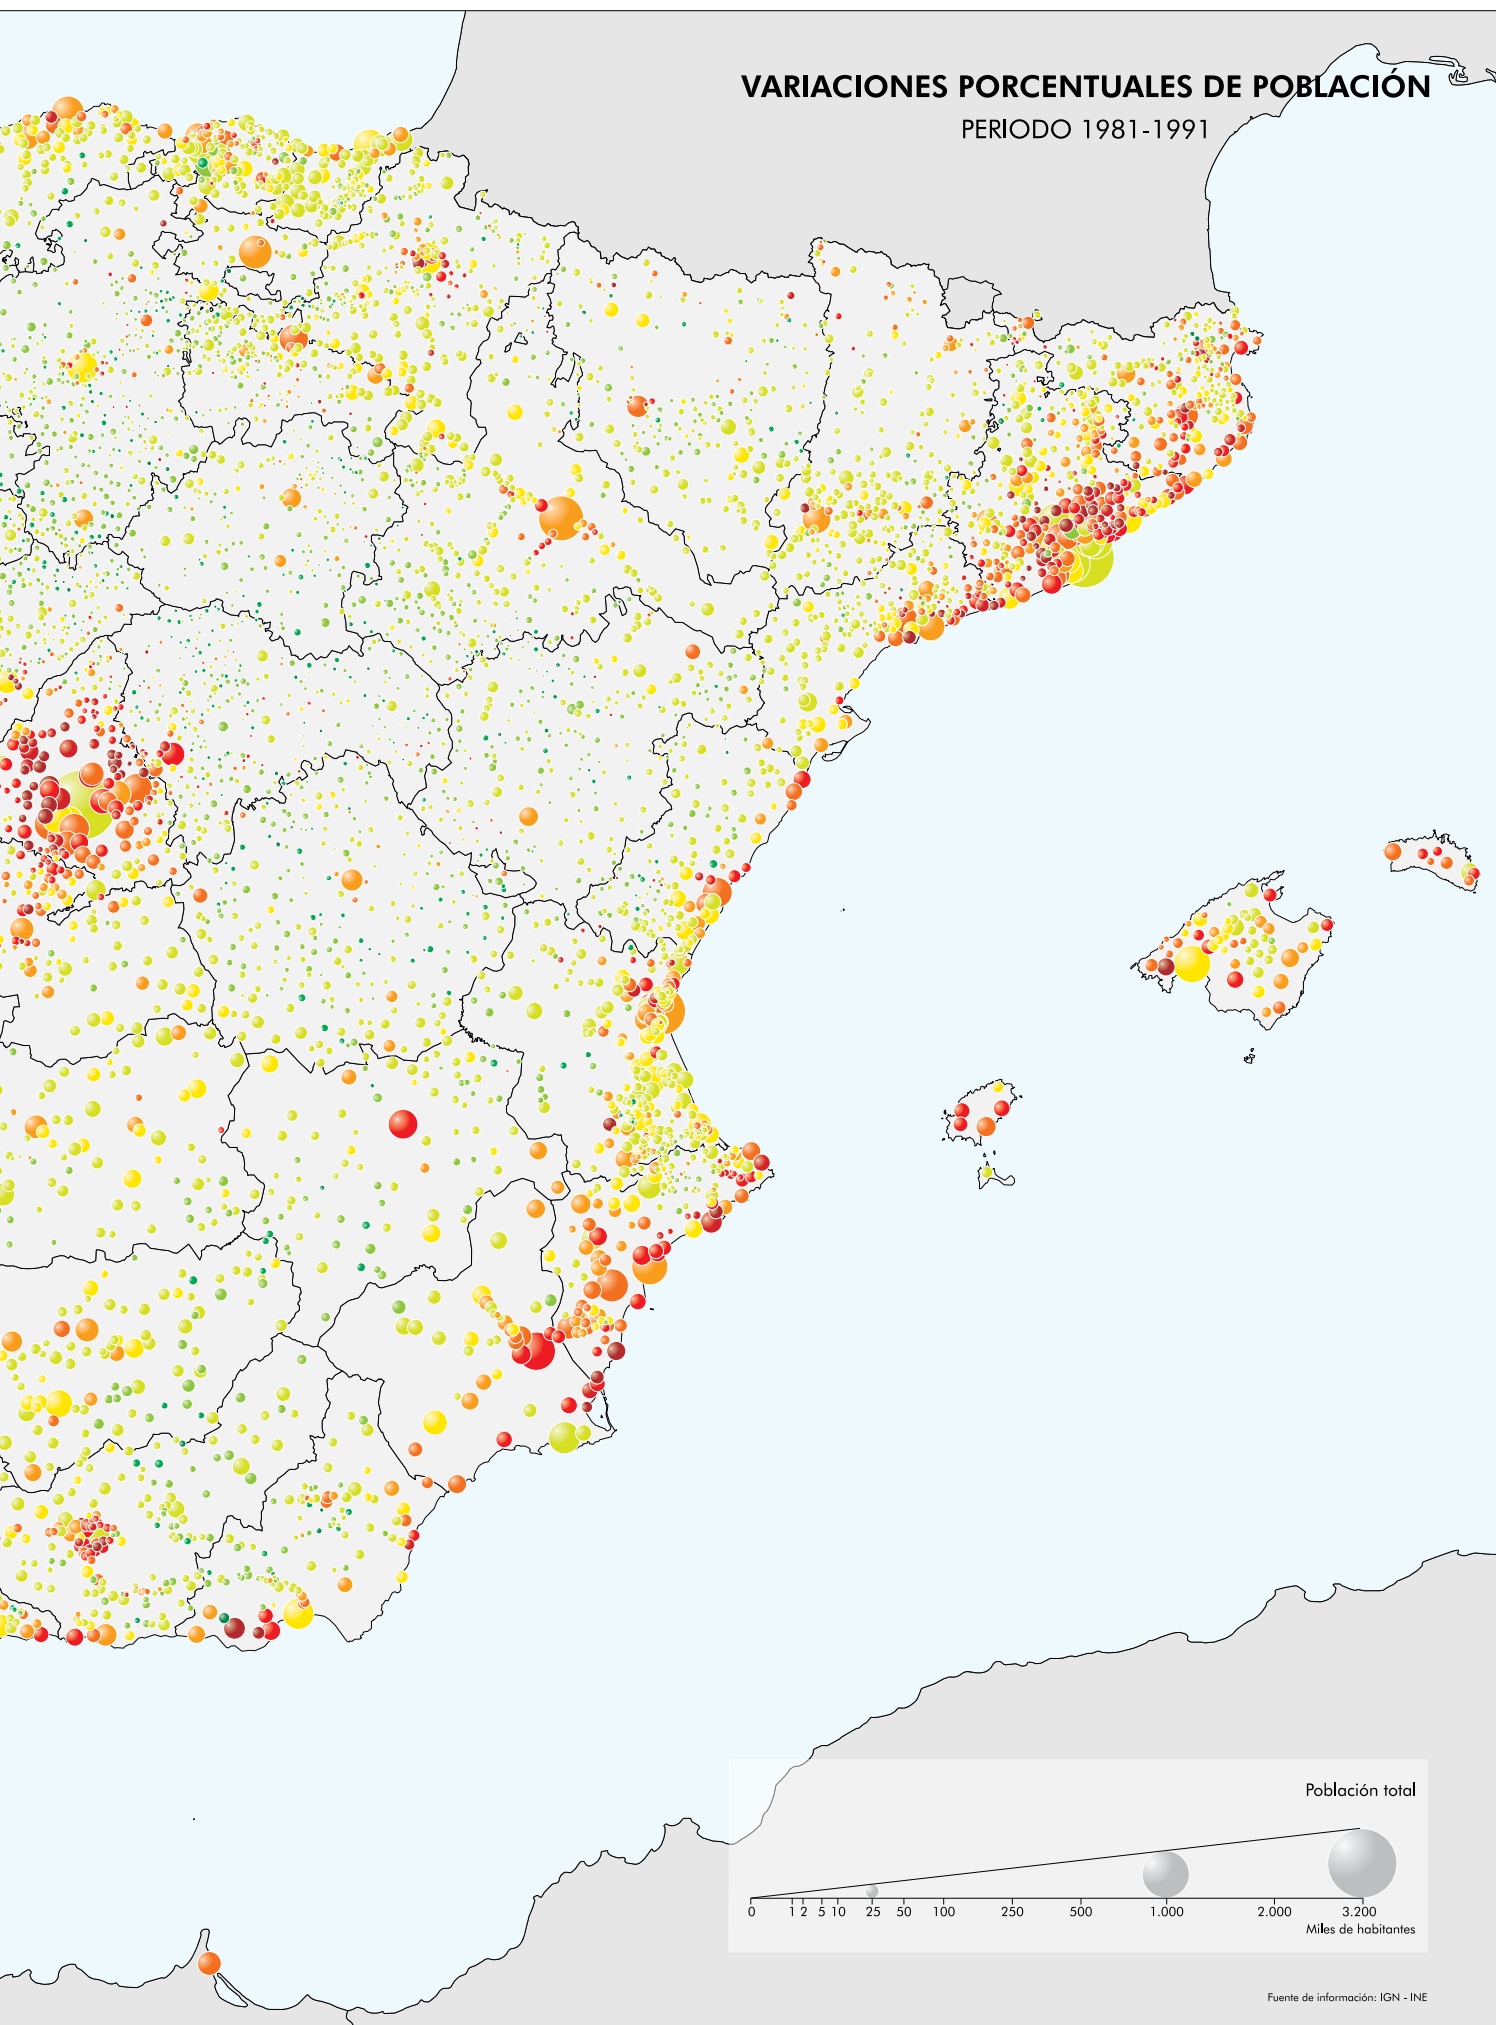 VARIACIONES PORCENTUALES DE POBLACIÓN
PERIODO 1981-1991
Población total
0 1 2 5 10 25 50 100 250 500 1.000 2.000 3.200
Miles de habitantes
Fuente de información: IGN - INE